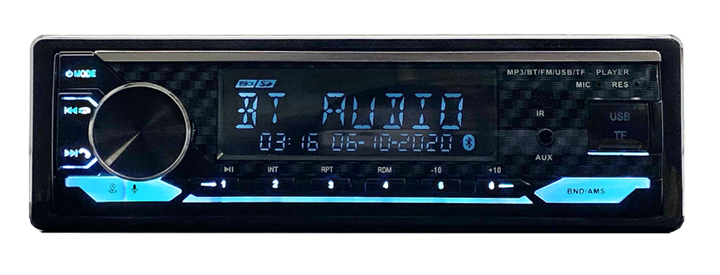 MODE
MP3/BT/FM/USB/TF PLAYER
MIC RES
BT AUDIO
03:16 06-10-2020
IR
AUX
USB
TF
INT RPT RDM -10 +10
1 2 3 4 5 6
BND/AMS